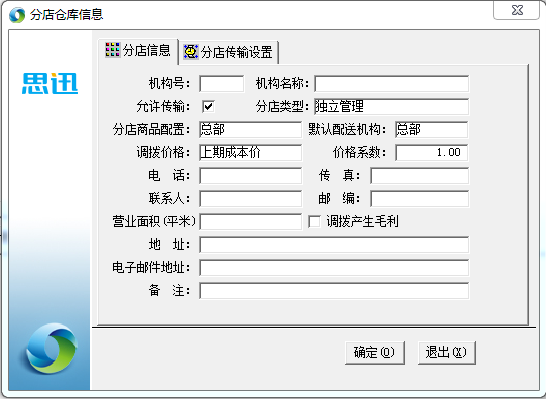 分店仓库信息
思迅
分店信息 分店传输设置
机构号： 机构名称：
允许传输： 分店类型： 独立管理
分店商品配置： 总部 默认配送机构： 总部
调拨价格： 上期成本价 价格系数： 1.00
电 话： 传 真：
联系人： 邮 编：
营业面积(平米) 调拨产生毛利
地 址：
电子邮件地址：
备 注：
确定(O) 退出(X)